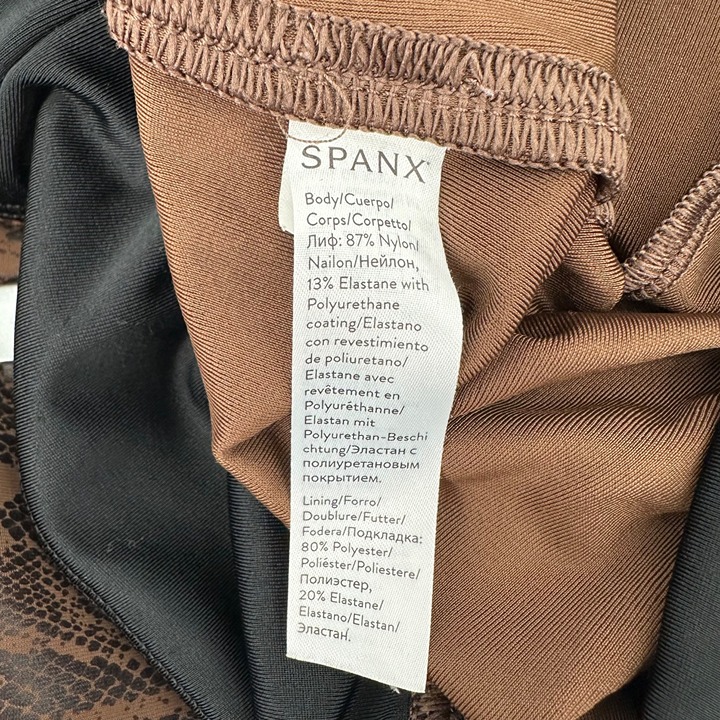 SPANX®
Body/Cuerpo/
Corps/Corpetto/
Лиф: 87% Nylon/
Nailon/Нейлон,
13% Elastane with
Polyurethane
coating/Elastano
con revestimiento
de poliuretano/
Elastane avec
revêtement en
Polyuréthanne/
Elastan mit
Polyurethan-Beschi
chtung/Эластан с
полиуретановым
покрытием.
Lining/Forro/
Doublure/Futter/
Fodera/Подкладка:
80% Polyester/
Poliéster/Poliestere/
Полиэстер,
20% Elastane/
Elastano/Elastan/
Эластан.